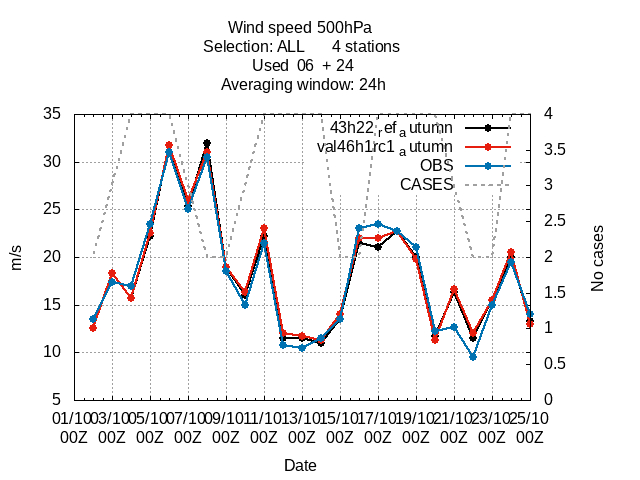 Wind speed 500hPa
Selection: ALL 4 stations
Used 06 + 24
Averaging window: 24h
43h22refautumn
val46h1rc1autumn
OBS
CASES
35
30
25
20
15
10
5
4
3.5
3
2.5
2
1.5
1
0.5
0
m/s
No cases
01/10 03/10 05/10 07/10 09/10 11/10 13/10 15/10 17/10 19/10 21/10 23/10 25/10
00Z 00Z 00Z 00Z 00Z 00Z 00Z 00Z 00Z 00Z 00Z 00Z 00Z
Date